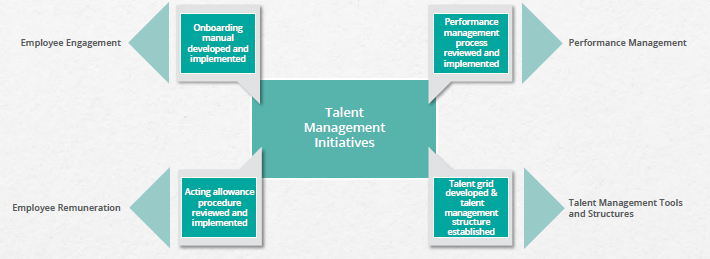 Employee Engagement
Onboarding
manual
developed and
implemented
Performance
management
process
reviewed and
implemented
Performance Management
Talent
Management
Initiatives
Employee Remuneration
Acting allowance
procedure
reviewed and
implemented
Talent grid
developed &
talent
management
structure
established
Talent Management Tools
and Structures